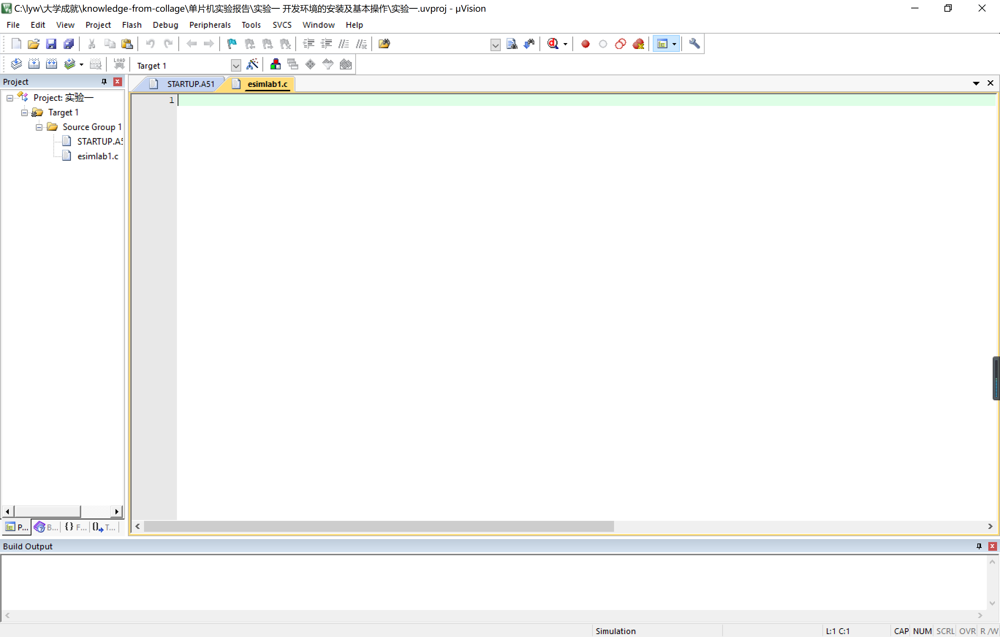 C:\lyw\大学成就\knowledge-from-collage\单片机实验报告\实验一 开发环境的安装及基本操作\实验一.uvproj - µVision
File Edit View Project Flash Debug Peripherals Tools SVCS Window Help
LOAD Target 1
Project
STARTUP.A51 esimlab1.c
Project: 实验一
Target 1
Source Group 1
STARTUP.A5
esimlab1.c
1
P... B... {} F... T...
Build Output
Simulation L:1 C:1 CAP NUM SCRL OVR R /W